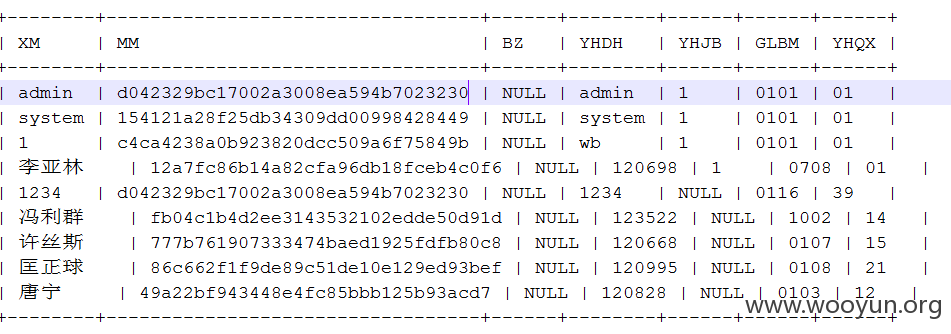 | XM | MM | BZ | YHDH | YHJB | GLBM | YHQX |
| admin | d042329bc17002a3008ea594b7023230 | NULL | admin | 1 | 0101 | 01 |
| system | 154121a28f25db34309dd00998428449 | NULL | system | 1 | 0101 | 01 |
| 1 | c4ca4238a0b923820dcc509a6f75849b | NULL | wb | 1 | 0101 | 01 |
| 李亚林 | 12a7fc86b14a82cfa96db18fceb4c0f6 | NULL | 120698 | 1 | 0708 | 01 |
| 1234 | d042329bc17002a3008ea594b7023230 | NULL | 1234 | NULL | 0116 | 39 |
| 冯利群 | fb04c1b4d2ee3143532102edde50d91d | NULL | 123522 | NULL | 1002 | 14 |
| 许丝斯 | 777b761907333474baed1925fdfb80c8 | NULL | 120668 | NULL | 0107 | 15 |
| 匡正球 | 86c662f1f9de89c51de10e129ed93bef | NULL | 120995 | NULL | 0108 | 21 |
| 唐宁 | 49a22bf943448e4fc85bbb125b93acd7 | NULL | 120828 | NULL | 0103 | 12 |
www.wooyun.org